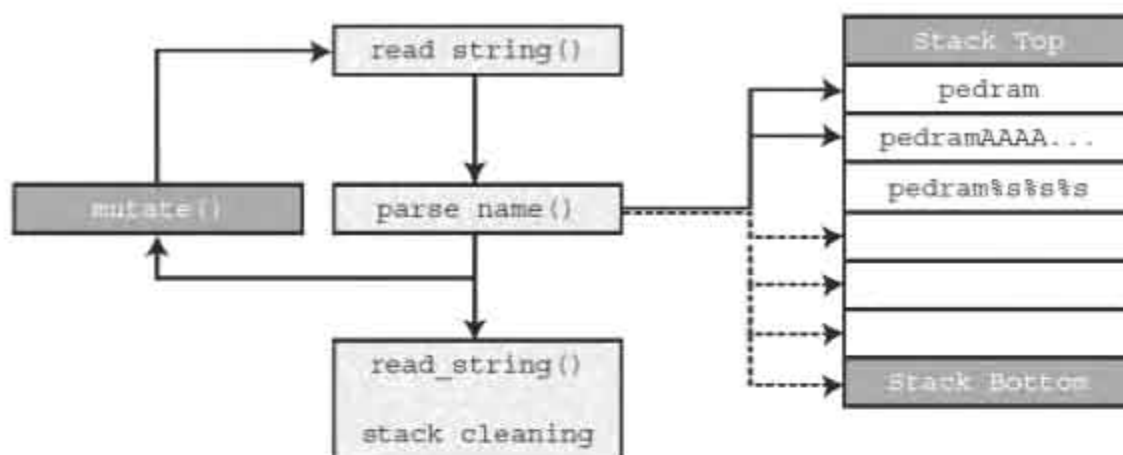 read string()
parse name()
mutate()
read_string()
stack cleaning
Stack Top
pedram
pedramAAAA...
pedram%s%s%s
Stack Bottom